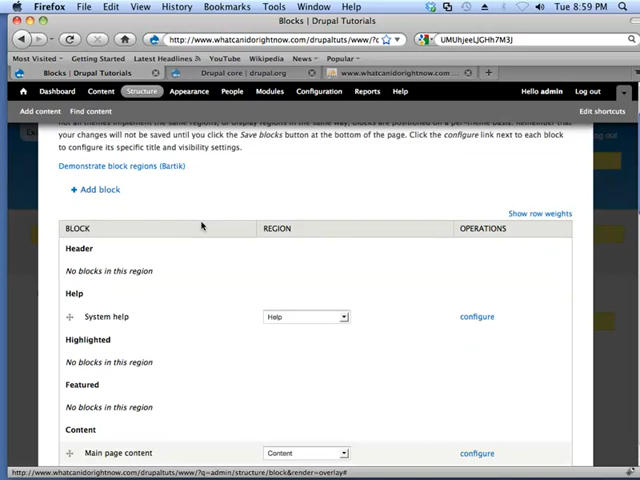 Firefox File Edit View History Bookmarks Tools Window Help Tue 8:59 PM
Blocks | Drupal Tutorials
http://www.whatcanidorightnow.com/drupaltuts/www/?q UMUhjeeLJGHh7M3J
Most Visited Getting Started Latest Headlines YouTube Wikipedia News Popular
Blocks | Drupal Tutorials Drupal core | drupal.org www.whatcanidorightnow.com ...
Dashboard Content Structure Appearance People Modules Configuration Reports Help Hello admin Log out
Add content Find content Edit shortcuts
your changes will not be saved until you click the Save blocks button at the bottom of the page. Click the configure link next to each block
to configure its specific title and visibility settings.
Demonstrate block regions (Bartik)
+ Add block
Show row weights
BLOCK REGION OPERATIONS
Header
No blocks in this region
Help
System help Help configure
Highlighted
No blocks in this region
Featured
No blocks in this region
Content
Main page content Content configure
http://www.whatcanidorightnow.com/drupaltuts/www/?q=admin/structure/block&render=overlay#